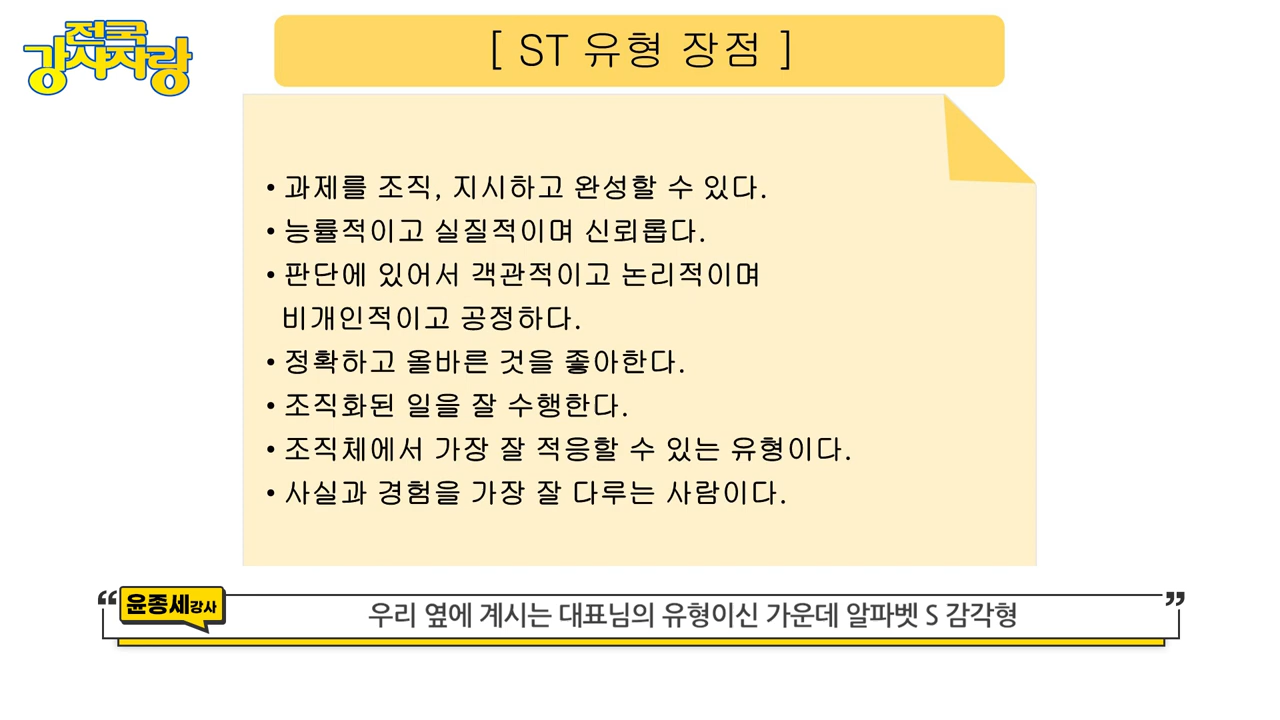 전국
강사자랑
[ ST 유형 장점 ]
• 과제를 조직, 지시하고 완성할 수 있다.
• 능률적이고 실질적이며 신뢰롭다.
• 판단에 있어서 객관적이고 논리적이며
비개인적이고 공정하다.
• 정확하고 올바른 것을 좋아한다.
• 조직화된 일을 잘 수행한다.
• 조직체에서 가장 잘 적응할 수 있는 유형이다.
• 사실과 경험을 가장 잘 다루는 사람이다.
“ 윤종세강사 우리 옆에 계시는 대표님의 유형이신 가운데 알파벳 S 감각형 ”